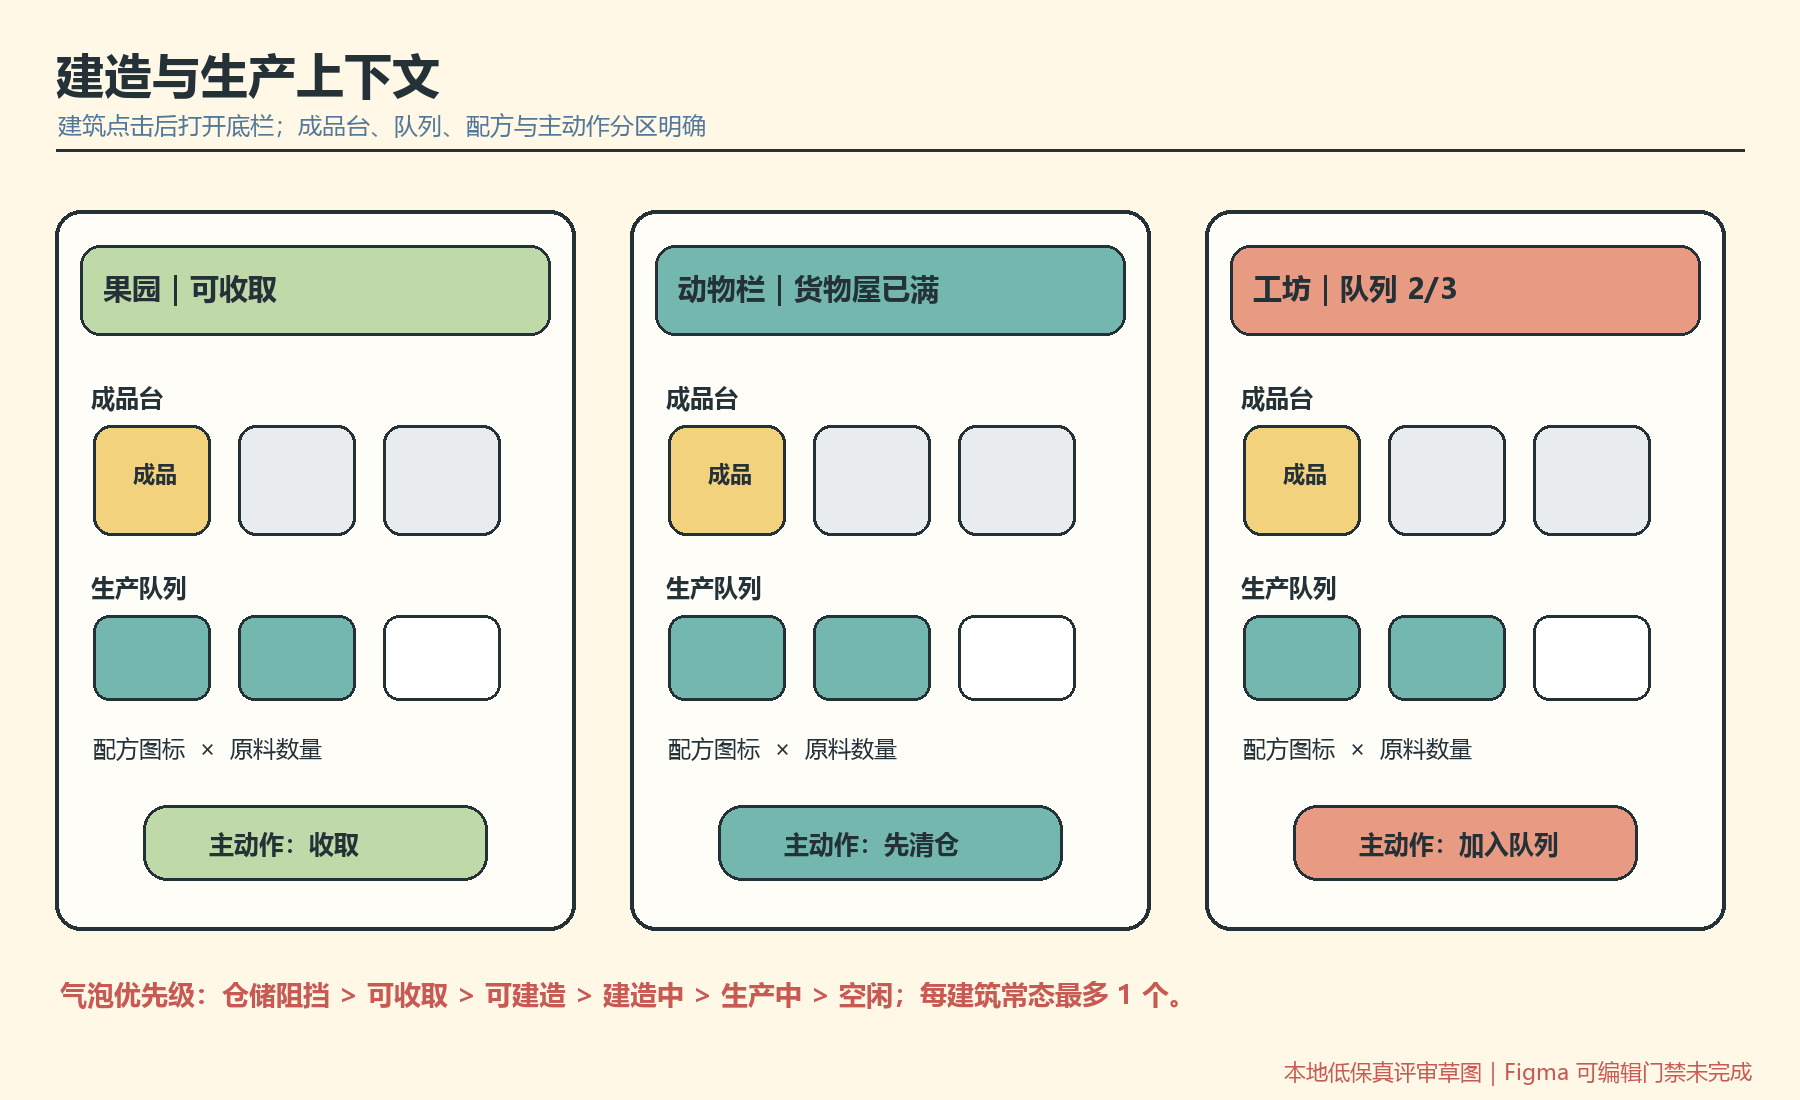 建造与生产上下文
建筑点击后打开底栏；成品台、队列、配方与主动作分区明确
果园｜可收取
成品台
成品
生产队列
配方图标 × 原料数量
主动作：收取
动物栏｜货物屋已满
成品台
成品
生产队列
配方图标 × 原料数量
主动作：先清仓
工坊｜队列 2/3
成品台
成品
生产队列
配方图标 × 原料数量
主动作：加入队列
气泡优先级：仓储阻挡 > 可收取 > 可建造 > 建造中 > 生产中 > 空闲；每建筑常态最多 1 个。
本地低保真评审草图｜Figma 可编辑门禁未完成